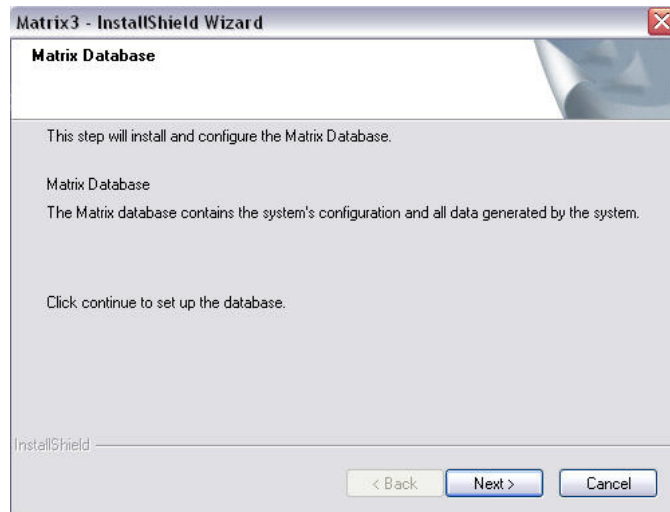 Matrix3 - InstallShield Wizard
Matrix Database
This step will install and configure the Matrix Database.
Matrix Database
The Matrix database contains the system's configuration and all data generated by the system.
Click continue to set up the database.
InstallShield
< Back Next > Cancel